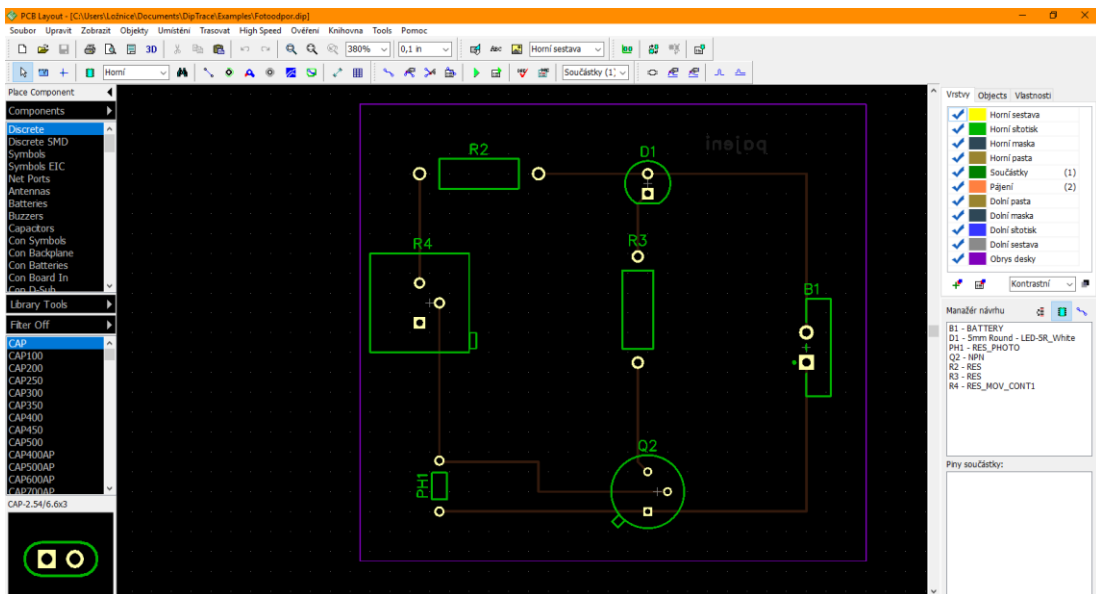 PCB Layout - [C:\Users\Ložnice\Documents\DipTrace\Examples\Fotoodpor.dip]
Soubor Upravit Zobrazit Objekty Umístění Trasovat High Speed Ověření Knihovna Tools Pomoc
3D 380% 0,1 in Abc Horní sestava
Horní Součástky (1)
Place Component
Components
Discrete
Discrete SMD
Symbols
Symbols EIC
Net Ports
Antennas
Batteries
Buzzers
Capacitors
Con Symbols
Con Backplane
Con Batteries
Con Board In
Con D-Sub
Library Tools
Filter Off
CAP
CAP100
CAP200
CAP250
CAP300
CAP350
CAP400
CAP450
CAP500
CAP400AP
CAP500AP
CAP600AP
CAP700AP
CAP-2.54/6.6x3
pajeni
R2
D1
R4
R3
B1
Q2
PH1
Vrstvy Objects Vlastnosti
Horní sestava
Horní sítotisk
Horní maska
Horní pasta
Součástky (1)
Pájení (2)
Dolní pasta
Dolní maska
Dolní sítotisk
Dolní sestava
Obrys desky
Kontrastní
Manažér návrhu
B1 - BATTERY
D1 - 5mm Round - LED-5R_White
PH1 - RES_PHOTO
Q2 - NPN
R2 - RES
R3 - RES
R4 - RES_MOV_CONT1
Piny součástky: